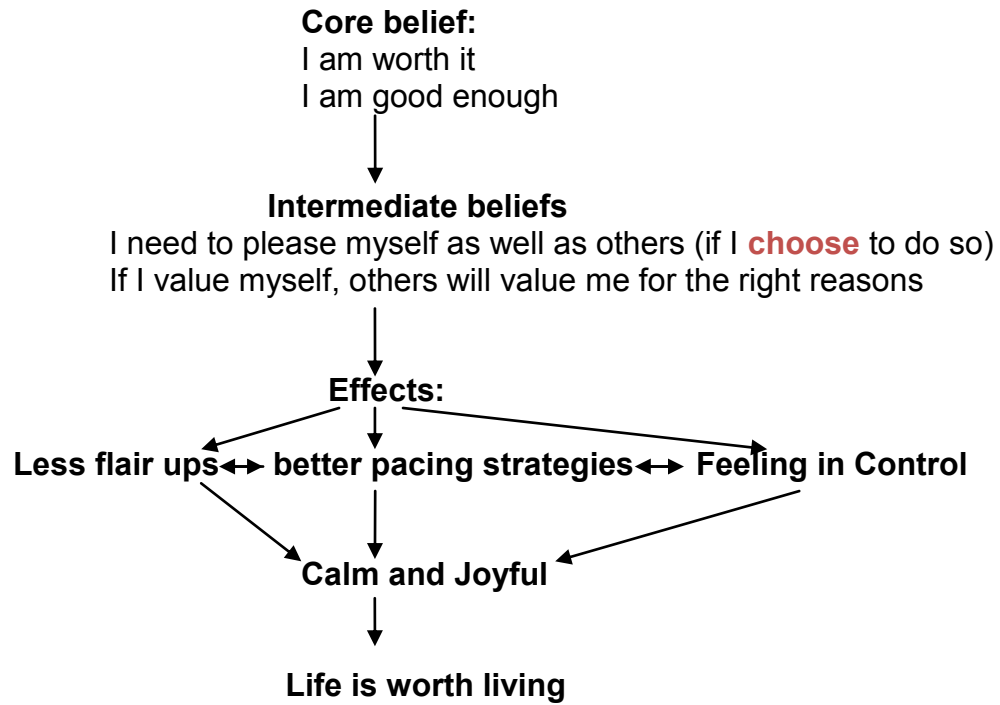 Core belief:
I am worth it
I am good enough
Intermediate beliefs
I need to please myself as well as others (if I choose to do so)
If I value myself, others will value me for the right reasons
Effects:
Less flair ups better pacing strategies Feeling in Control
Calm and Joyful
Life is worth living